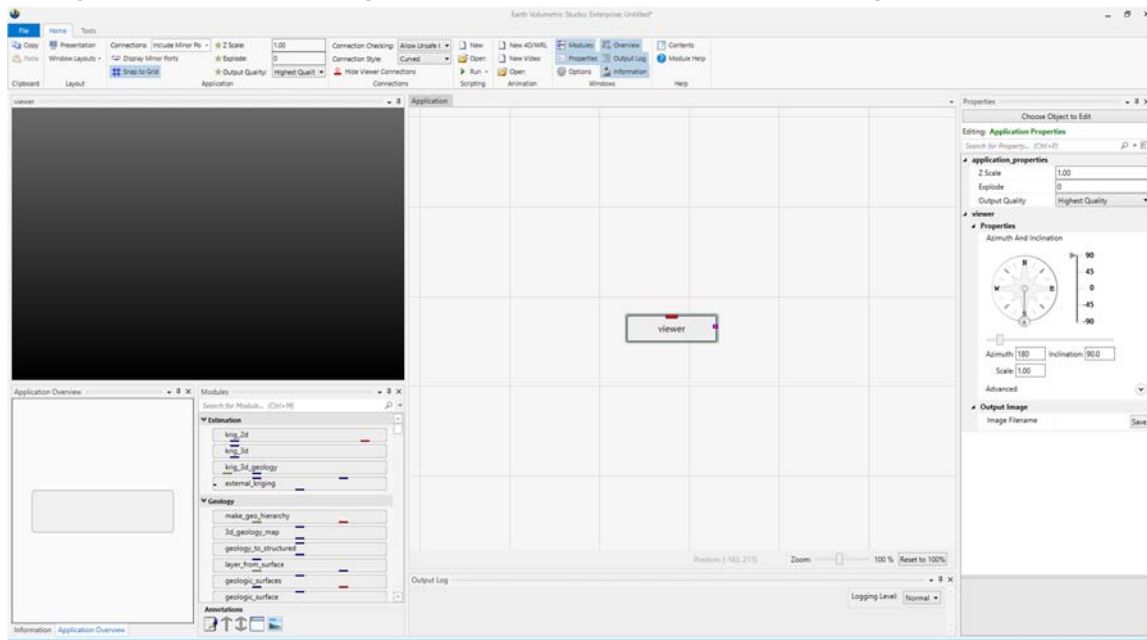 Earth Volumetric Studio: Enterprise: Untitled*
File Home Tools
Copy Presentation Connections: Include Minor Po Z Scale: 1.00 Connection Checking: Allow Unsafe ( New New 4D/WRL Modules Overview Contents
Paste Window Layouts Display Minor Ports Explode: 0 Connection Style: Curved Open New Video Properties Output Log Module Help
Snap to Grid Output Quality: Highest Qualit Hide Viewer Connections Run Open Options Information
Clipboard Layout Application Connections Scripting Animation Windows Help
viewer
Application
Properties
Choose Object to Edit
Editing: Application Properties
Search for Property... (Ctrl+P)
application_properties
Z Scale 1.00
Explode 0
Output Quality Highest Quality
viewer
Properties
Azimuth And Inclination
N
W E
S
90
45
0
-45
-90
Azimuth: 180 Inclination: 90.0
Scale: 1.00
Advanced
Output Image
Image Filename Save
viewer
Application Overview
Modules
Search for Module... (Ctrl+M)
Estimation
krig_2d
krig_3d
krig_3d_geology
external_kriging
Geology
make_geo_hierarchy
3d_geology_map
geology_to_structured
layer_from_surface
geologic_surfaces
geologic_surface
Annotations
Information Application Overview
Position: (-163, 211) Zoom: 100 % Reset to 100%
Output Log
Logging Level: Normal